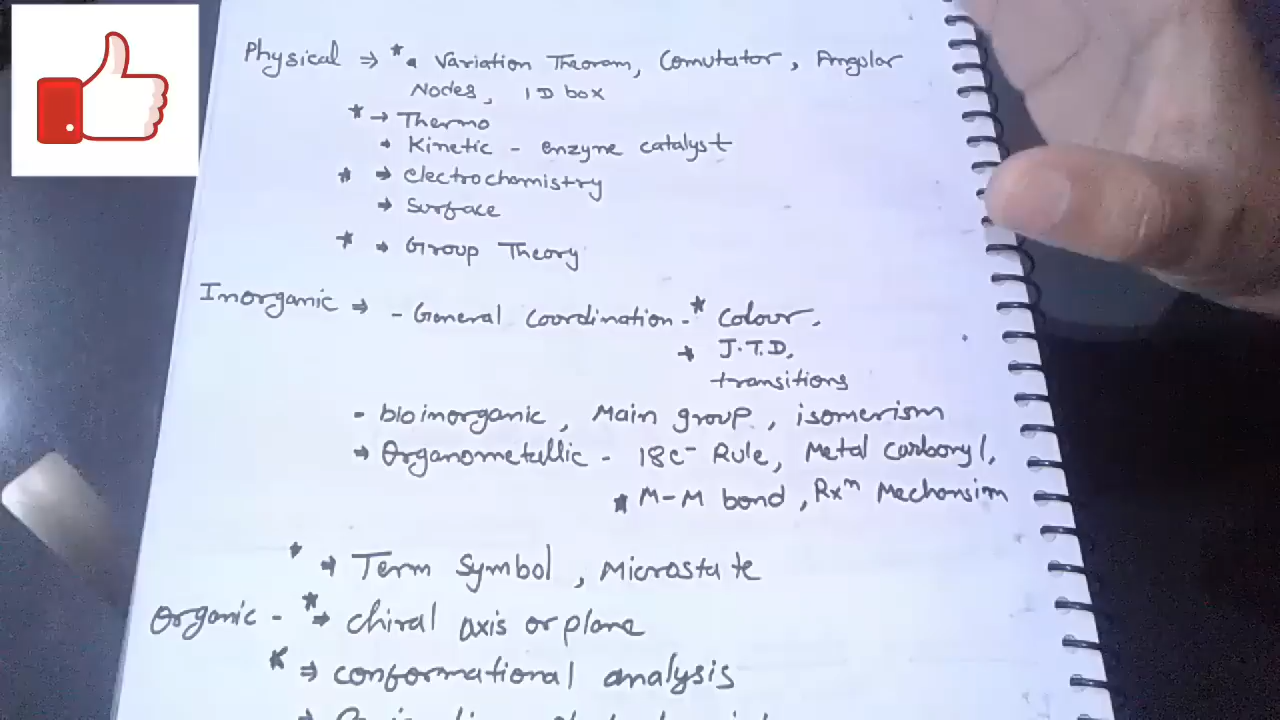 Physical ⇒ * Variation Theoram, Comutator, Angular
Nodes, 1D box
* → Thermo
→ Kinetic - enzyme catalyst
* → electrochemistry
→ Surface
* → Group Theory
Inorganic ⇒ - General Coordination - * Colour,
* J.T.D,
transitions
- bioinorganic, Main group, isomerism
→ Organometallic - 18e⁻ Rule, Metal Carbonyl,
* M-M bond, Rxⁿ Mechansim
* → Term Symbol, Microstate
Organic - * → chiral axis or plane
* → conformational analysis